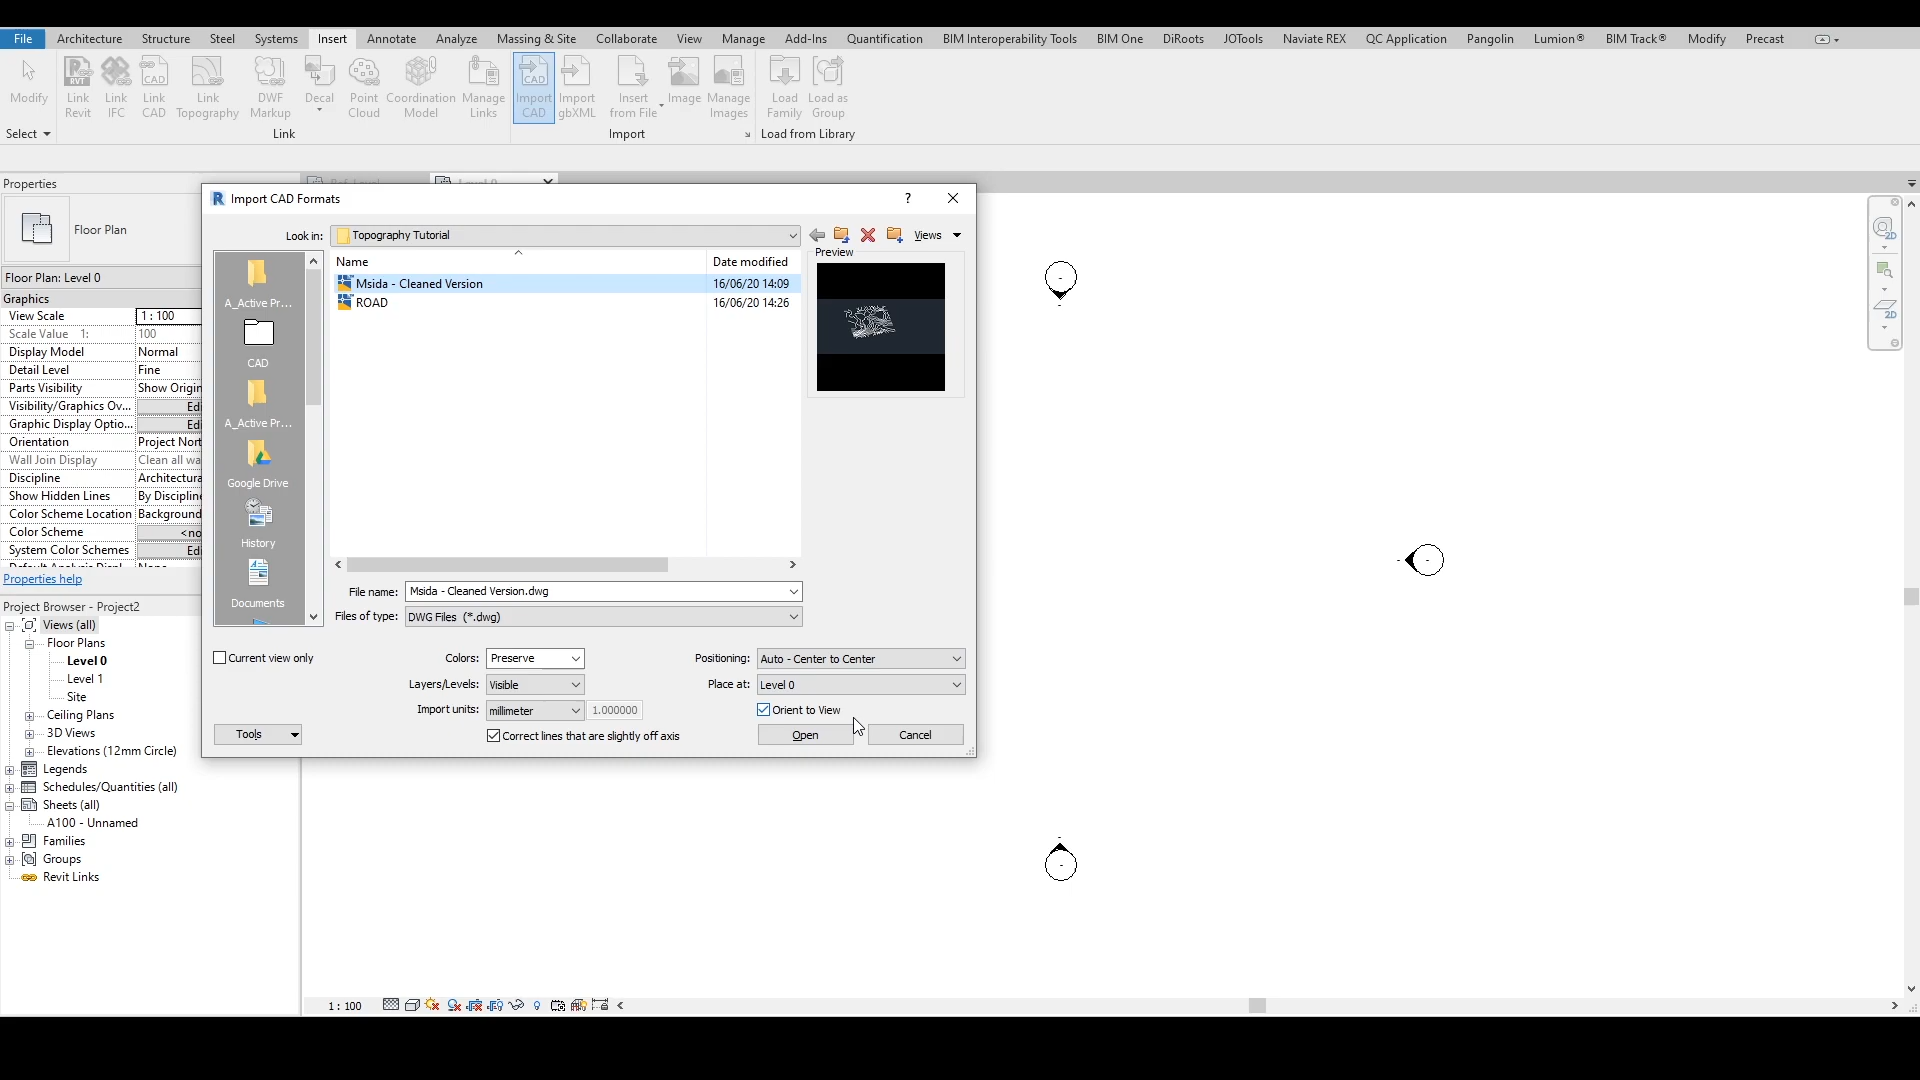 File Architecture Structure Steel Systems Insert Annotate Analyze Massing & Site Collaborate View Manage Add-Ins Quantification BIM Interoperability Tools BIM One DiRoots JOTools Naviate REX QC Application Pangolin Lumion® BIM Track® Modify Precast
Modify Link Revit Link IFC Link CAD Link Topography DWF Markup Decal Point Cloud Coordination Model Manage Links Import CAD Import gbXML Insert from File Image Manage Images Load Family Load as Group
Select Link Import Load from Library
Properties
Floor Plan
Floor Plan: Level 0
Graphics
View Scale 1 : 100
Scale Value 1: 100
Display Model Normal
Detail Level Fine
Parts Visibility Show Origin
Visibility/Graphics Ov... Edi
Graphic Display Optio... Edi
Orientation Project Nort
Wall Join Display Clean all wa
Discipline Architectura
Show Hidden Lines By Disciplin
Color Scheme Location Background
Color Scheme <no
System Color Schemes Edi
Properties help
Project Browser - Project2
Views (all)
Floor Plans
Level 0
Level 1
Site
Ceiling Plans
3D Views
Elevations (12mm Circle)
Legends
Schedules/Quantities (all)
Sheets (all)
A100 - Unnamed
Families
Groups
Revit Links
Import CAD Formats ?
Look in: Topography Tutorial Views
Name Date modified Preview
Msida - Cleaned Version 16/06/20 14:09
ROAD 16/06/20 14:26
A_Active Pr...
CAD
A_Active Pr...
Google Drive
History
Documents
File name: Msida - Cleaned Version.dwg
Files of type: DWG Files (*.dwg)
Current view only Colors: Preserve Positioning: Auto - Center to Center
Layers/Levels: Visible Place at: Level 0
Import units: millimeter 1.000000 Orient to View
Tools Correct lines that are slightly off axis Open Cancel
1 : 100
2D
2D